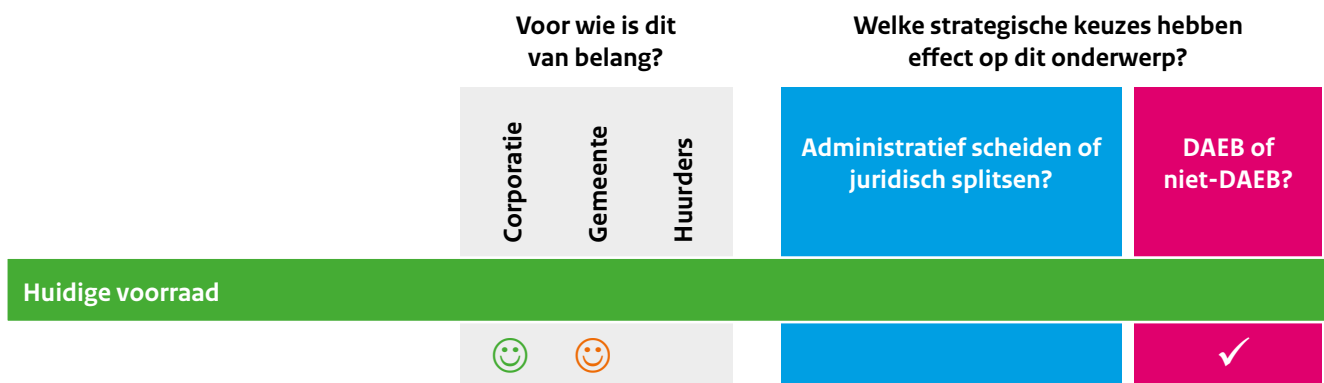 Voor wie is dit
van belang?
Welke strategische keuzes hebben
effect op dit onderwerp?
Corporatie
Gemeente
Huurders
Administratief scheiden of
juridisch splitsen?
DAEB of
niet-DAEB?
Huidige voorraad